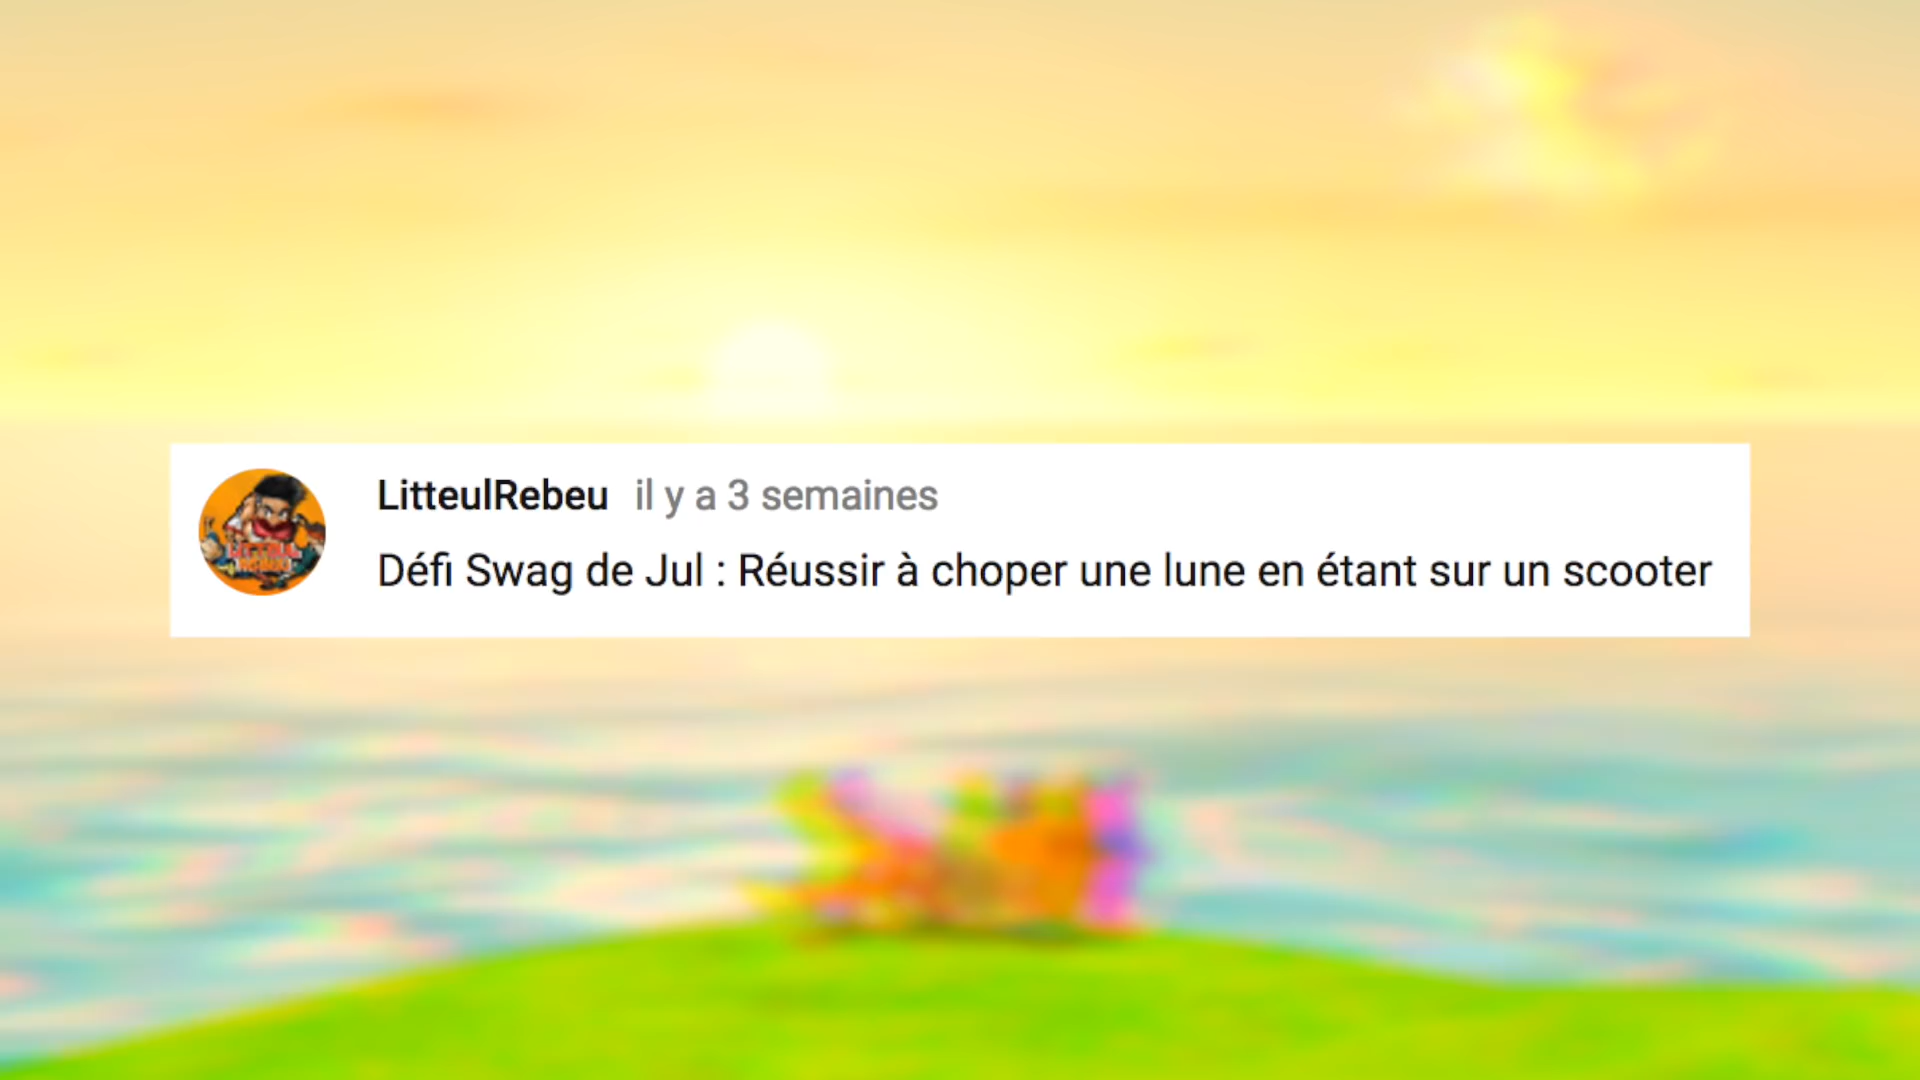 LitteulRebeu il y a 3 semaines
Défi Swag de Jul : Réussir à choper une lune en étant sur un scooter